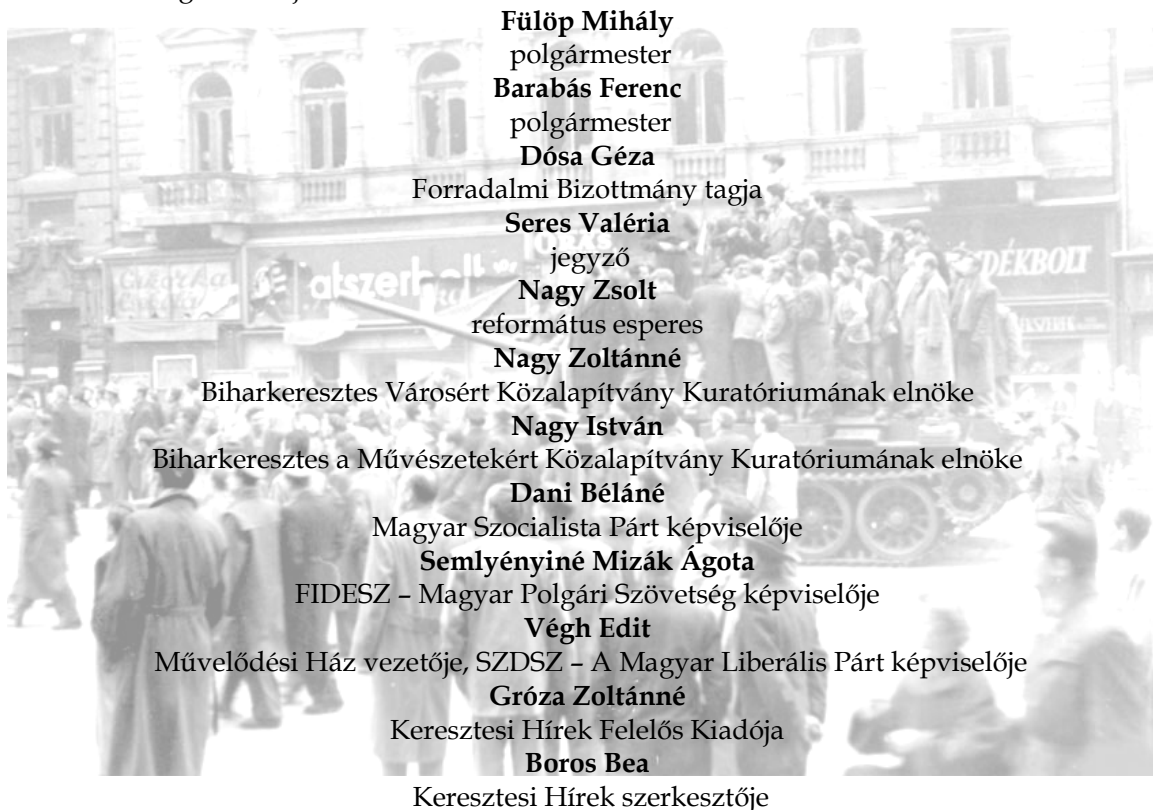 Fülöp Mihály
polgármester
Barabás Ferenc
polgármester
Dósa Géza
Forradalmi Bizottmány tagja
Seres Valéria
jegyző
Nagy Zsolt
református esperes
Nagy Zoltánné
Biharkeresztes Városért Közalapítvány Kuratóriumának elnöke
Nagy István
Biharkeresztes a Művészetekért Közalapítvány Kuratóriumának elnöke
Dani Béláné
Magyar Szocialista Párt képviselője
Semlyényiné Mizák Ágota
FIDESZ – Magyar Polgári Szövetség képviselője
Végh Edit
Művelődési Ház vezetője, SZDSZ – A Magyar Liberális Párt képviselője
Gróza Zoltánné
Keresztesi Hírek Felelős Kiadója
Boros Bea
Keresztesi Hírek szerkesztője